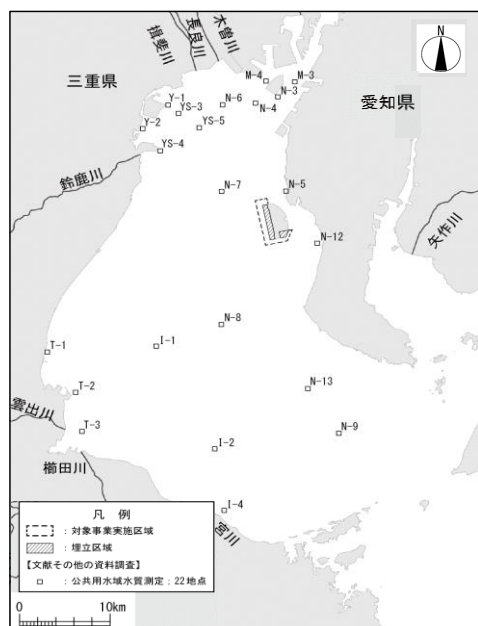 木曽川
長良川
揖斐川
N
三重県
愛知県
M-4
M-3
N-3
Y-1
YS-3
N-6
N-4
Y-2
YS-5
YS-4
鈴鹿川
N-7
N-5
矢作川
N-12
N-8
T-1
I-1
T-2
N-13
雲出川
T-3
N-9
I-2
櫛田川
I-4
宮川
凡 例
：対象事業実施区域
：埋立区域
【文献その他の資料調査】
：公共用水域水質測定：22地点
0 10km